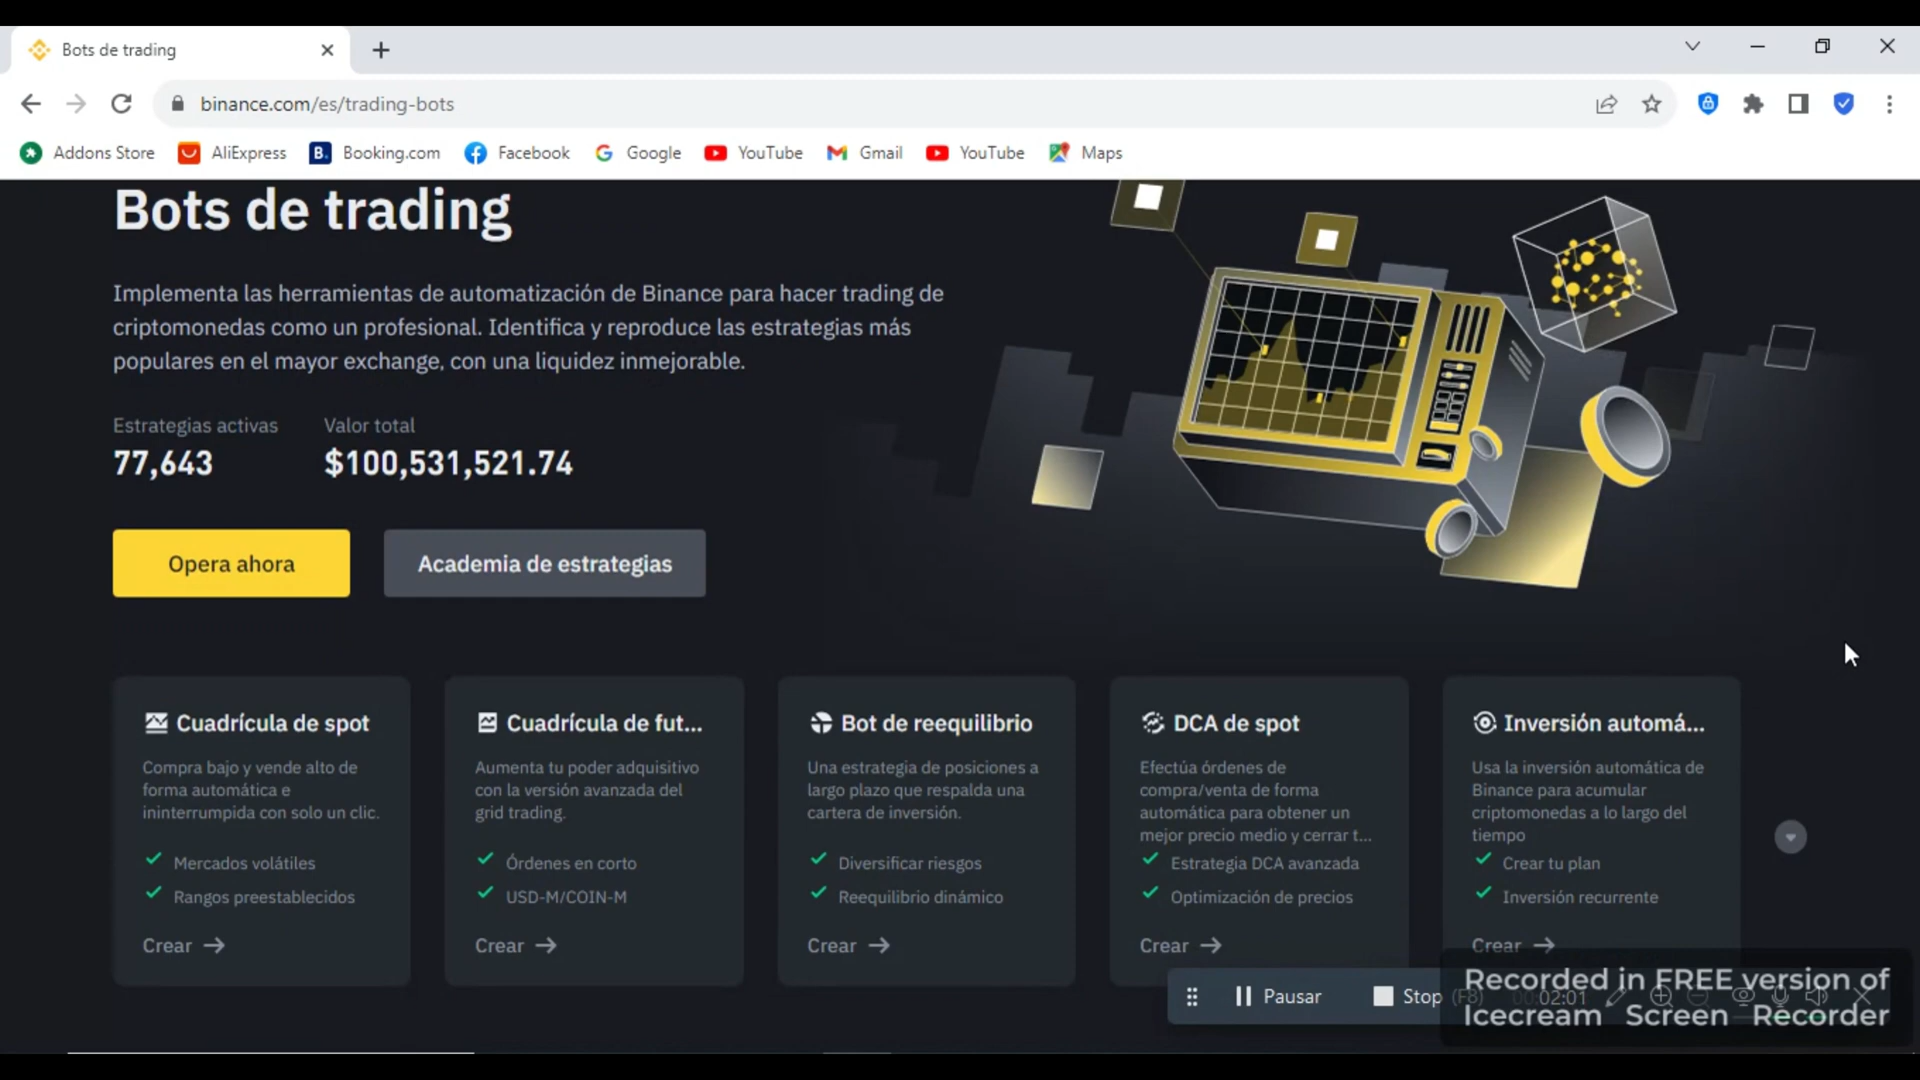 Bots de trading
binance.com/es/trading-bots
Addons Store AliExpress B. Booking.com Facebook Google YouTube Gmail YouTube Maps
Bots de trading
Implementa las herramientas de automatización de Binance para hacer trading de
criptomonedas como un profesional. Identifica y reproduce las estrategias más
populares en el mayor exchange, con una liquidez inmejorable.
Estrategias activas Valor total
77,643 $100,531,521.74
Opera ahora Academia de estrategias
Cuadrícula de spot
Compra bajo y vende alto de
forma automática e
ininterrumpida con solo un clic.
Mercados volátiles
Rangos preestablecidos
Crear
Cuadrícula de fut...
Aumenta tu poder adquisitivo
con la versión avanzada del
grid trading.
Órdenes en corto
USD-M/COIN-M
Crear
Bot de reequilibrio
Una estrategia de posiciones a
largo plazo que respalda una
cartera de inversión.
Diversificar riesgos
Reequilibrio dinámico
Crear
DCA de spot
Efectúa órdenes de
compra/venta de forma
automática para obtener un
mejor precio medio y cerrar t...
Estrategia DCA avanzada
Optimización de precios
Crear
Inversión automá...
Usa la inversión automática de
Binance para acumular
criptomonedas a lo largo del
tiempo
Crear tu plan
Inversión recurrente
Crear
Pausar Stop (F8) 00:02:01
Recorded in FREE version of
Icecream Screen Recorder